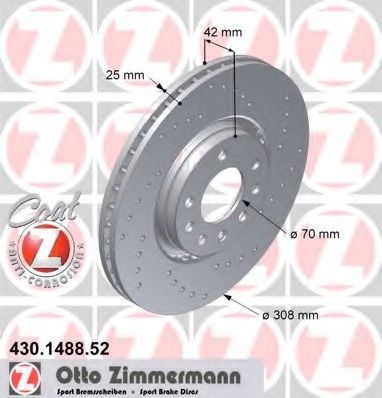 42 mm
25 mm
Coat
Z
ANTI-CORROSION
ø 70 mm
ø 308 mm
430.1488.52
Z
Otto Zimmermann
Sport Bremsscheiben • Sport Brake Discs